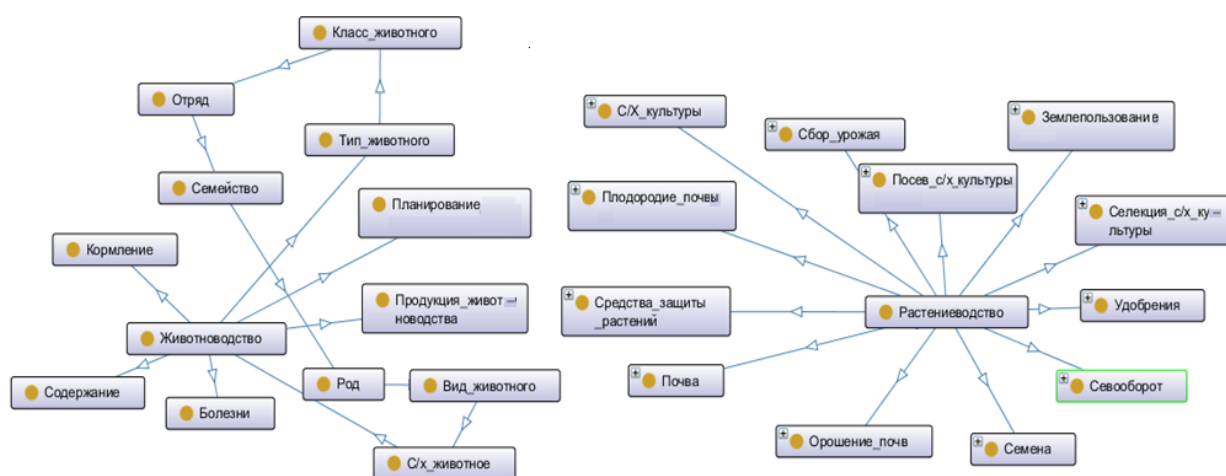 Класс_животного
Отряд
Тип_животного
Семейство
Планирование
Кормление
Продукция_живот
новодства
Животноводство
Содержание
Болезни
Род
Вид_животного
С/х_животное
С/Х_культуры
Сбор_урожая
Землепользование
Посев_с/х_культуры
Плодородие_почвы
Селекция_с/х_ку
льтуры
Средства_защиты
_растений
Растениеводство
Удобрения
Почва
Севооборот
Орошение_почв
Семена